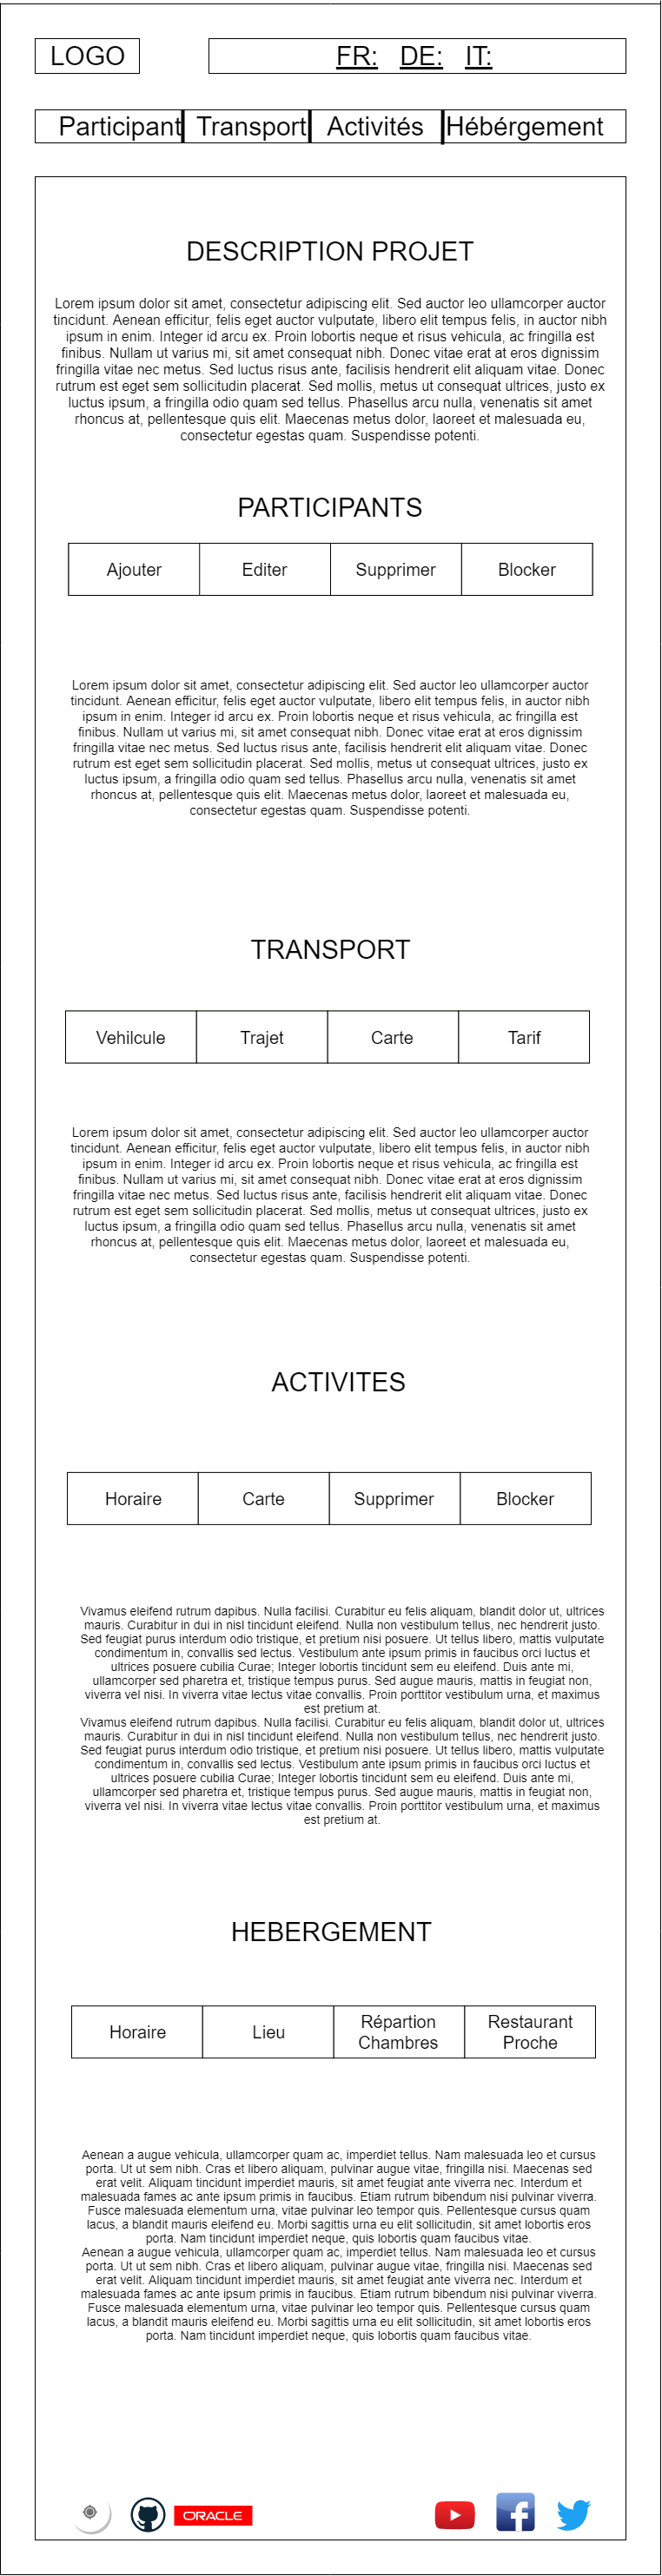 LOGO
FR: DE: IT:
Participant Transport Activités Hébérgement
DESCRIPTION PROJET
Lorem ipsum dolor sit amet, consectetur adipiscing elit. Sed auctor leo ullamcorper auctor
tincidunt. Aenean efficitur, felis eget auctor vulputate, libero elit tempus felis, in auctor nibh
ipsum in enim. Integer id arcu ex. Proin lobortis neque et risus vehicula, ac fringilla est
finibus. Nullam ut varius mi, sit amet consequat nibh. Donec vitae erat at eros dignissim
fringilla vitae nec metus. Sed luctus risus ante, facilisis hendrerit elit aliquam vitae. Donec
rutrum est eget sem sollicitudin placerat. Sed mollis, metus ut consequat ultrices, justo ex
luctus ipsum, a fringilla odio quam sed tellus. Phasellus arcu nulla, venenatis sit amet
rhoncus at, pellentesque quis elit. Maecenas metus dolor, laoreet et malesuada eu,
consectetur egestas quam. Suspendisse potenti.
PARTICIPANTS
Ajouter Editer Supprimer Blocker
Lorem ipsum dolor sit amet, consectetur adipiscing elit. Sed auctor leo ullamcorper auctor
tincidunt. Aenean efficitur, felis eget auctor vulputate, libero elit tempus felis, in auctor nibh
ipsum in enim. Integer id arcu ex. Proin lobortis neque et risus vehicula, ac fringilla est
finibus. Nullam ut varius mi, sit amet consequat nibh. Donec vitae erat at eros dignissim
fringilla vitae nec metus. Sed luctus risus ante, facilisis hendrerit elit aliquam vitae. Donec
rutrum est eget sem sollicitudin placerat. Sed mollis, metus ut consequat ultrices, justo ex
luctus ipsum, a fringilla odio quam sed tellus. Phasellus arcu nulla, venenatis sit amet
rhoncus at, pellentesque quis elit. Maecenas metus dolor, laoreet et malesuada eu,
consectetur egestas quam. Suspendisse potenti.
TRANSPORT
Vehilcule Trajet Carte Tarif
Lorem ipsum dolor sit amet, consectetur adipiscing elit. Sed auctor leo ullamcorper auctor
tincidunt. Aenean efficitur, felis eget auctor vulputate, libero elit tempus felis, in auctor nibh
ipsum in enim. Integer id arcu ex. Proin lobortis neque et risus vehicula, ac fringilla est
finibus. Nullam ut varius mi, sit amet consequat nibh. Donec vitae erat at eros dignissim
fringilla vitae nec metus. Sed luctus risus ante, facilisis hendrerit elit aliquam vitae. Donec
rutrum est eget sem sollicitudin placerat. Sed mollis, metus ut consequat ultrices, justo ex
luctus ipsum, a fringilla odio quam sed tellus. Phasellus arcu nulla, venenatis sit amet
rhoncus at, pellentesque quis elit. Maecenas metus dolor, laoreet et malesuada eu,
consectetur egestas quam. Suspendisse potenti.
ACTIVITES
Horaire Carte Supprimer Blocker
Vivamus eleifend rutrum dapibus. Nulla facilisi. Curabitur eu felis aliquam, blandit dolor ut, ultrices
mauris. Curabitur in dui in nisl tincidunt eleifend. Nulla non vestibulum tellus, nec hendrerit justo.
Sed feugiat purus interdum odio tristique, et pretium nisi posuere. Ut tellus libero, mattis vulputate
condimentum in, convallis sed lectus. Vestibulum ante ipsum primis in faucibus orci luctus et
ultrices posuere cubilia Curae; Integer lobortis tincidunt sem eu eleifend. Duis ante mi,
ullamcorper sed pharetra et, tristique tempus purus. Sed augue mauris, mattis in feugiat non,
viverra vel nisi. In viverra vitae lectus vitae convallis. Proin porttitor vestibulum urna, et maximus
est pretium at.
Vivamus eleifend rutrum dapibus. Nulla facilisi. Curabitur eu felis aliquam, blandit dolor ut, ultrices
mauris. Curabitur in dui in nisl tincidunt eleifend. Nulla non vestibulum tellus, nec hendrerit justo.
Sed feugiat purus interdum odio tristique, et pretium nisi posuere. Ut tellus libero, mattis vulputate
condimentum in, convallis sed lectus. Vestibulum ante ipsum primis in faucibus orci luctus et
ultrices posuere cubilia Curae; Integer lobortis tincidunt sem eu eleifend. Duis ante mi,
ullamcorper sed pharetra et, tristique tempus purus. Sed augue mauris, mattis in feugiat non,
viverra vel nisi. In viverra vitae lectus vitae convallis. Proin porttitor vestibulum urna, et maximus
est pretium at.
HEBERGEMENT
Horaire Lieu Répartion Restaurant
Chambres Proche
Aenean a augue vehicula, ullamcorper quam ac, imperdiet tellus. Nam malesuada leo et cursus
porta. Ut ut sem nibh. Cras et libero aliquam, pulvinar augue vitae, fringilla nisi. Maecenas sed
erat velit. Aliquam tincidunt imperdiet mauris, sit amet feugiat ante viverra nec. Interdum et
malesuada fames ac ante ipsum primis in faucibus. Etiam rutrum bibendum nisi pulvinar viverra.
Fusce malesuada elementum urna, vitae pulvinar leo tempor quis. Pellentesque cursus quam
lacus, a blandit mauris eleifend eu. Morbi sagittis urna eu elit sollicitudin, sit amet lobortis eros
porta. Nam tincidunt imperdiet neque, quis lobortis quam faucibus vitae.
Aenean a augue vehicula, ullamcorper quam ac, imperdiet tellus. Nam malesuada leo et cursus
porta. Ut ut sem nibh. Cras et libero aliquam, pulvinar augue vitae, fringilla nisi. Maecenas sed
erat velit. Aliquam tincidunt imperdiet mauris, sit amet feugiat ante viverra nec. Interdum et
malesuada fames ac ante ipsum primis in faucibus. Etiam rutrum bibendum nisi pulvinar viverra.
Fusce malesuada elementum urna, vitae pulvinar leo tempor quis. Pellentesque cursus quam
lacus, a blandit mauris eleifend eu. Morbi sagittis urna eu elit sollicitudin, sit amet lobortis eros
porta. Nam tincidunt imperdiet neque, quis lobortis quam faucibus vitae.
ORACLE